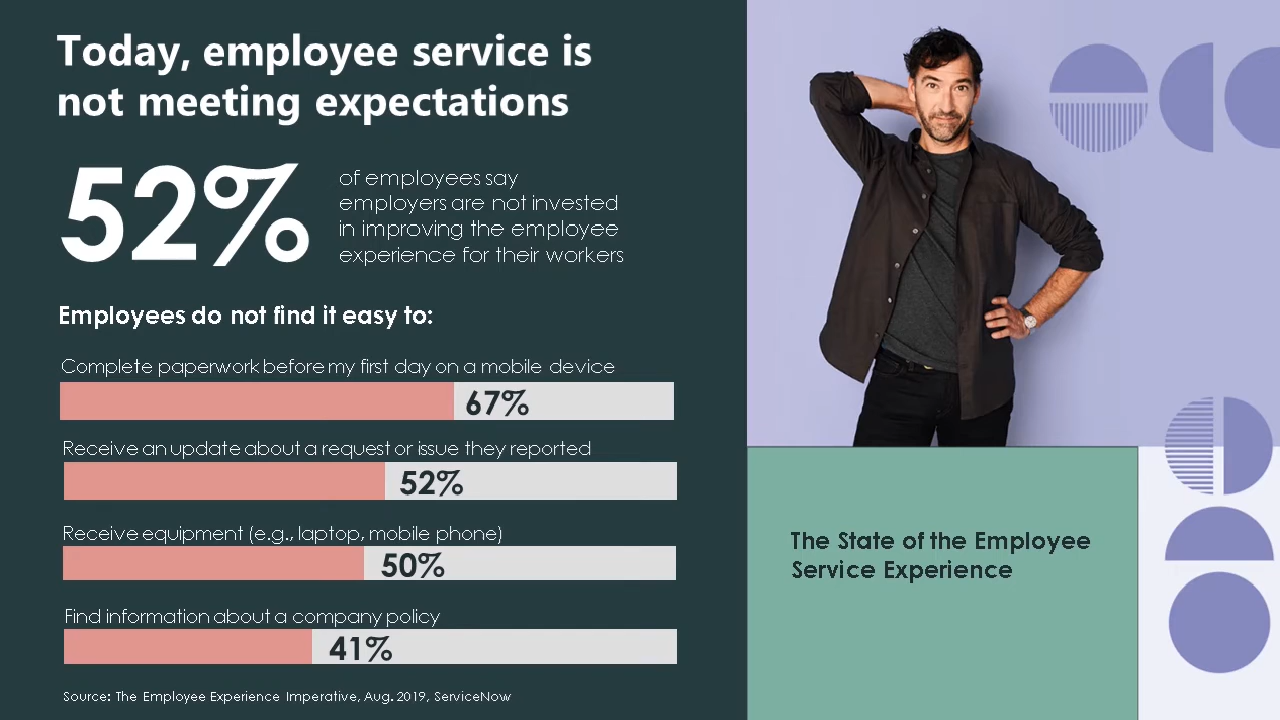 Today, employee service is
not meeting expectations
52%
of employees say
employers are not invested
in improving the employee
experience for their workers
Employees do not find it easy to:
Complete paperwork before my first day on a mobile device
67%
Receive an update about a request or issue they reported
52%
Receive equipment (e.g., laptop, mobile phone)
50%
Find information about a company policy
41%
Source: The Employee Experience Imperative, Aug. 2019, ServiceNow
The State of the Employee
Service Experience